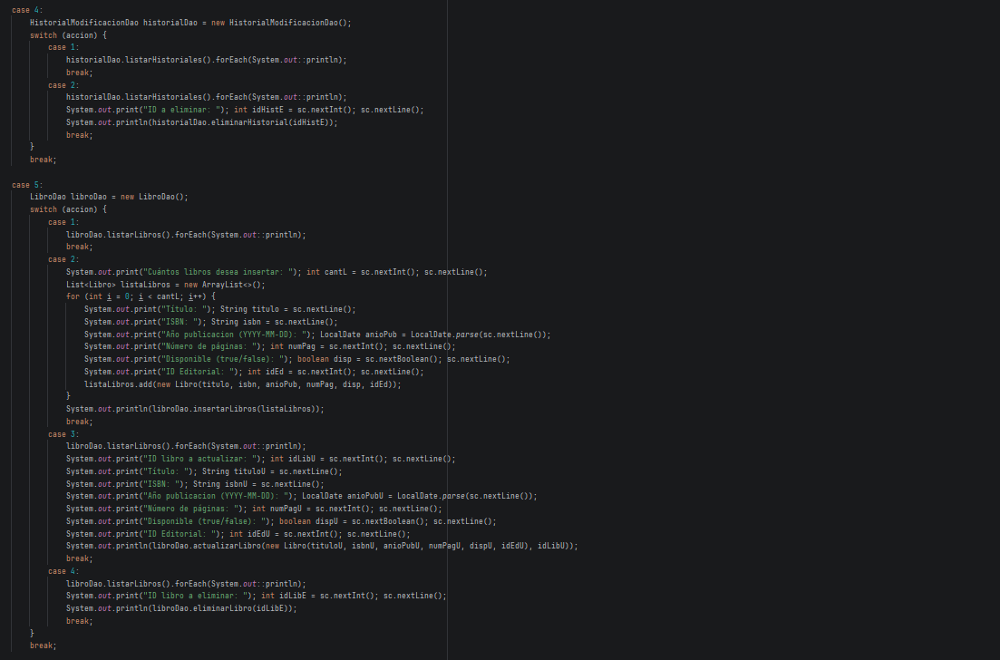 case 4:
    HistorialModificacionDao historialDao = new HistorialModificacionDao();
    switch (accion) {
        case 1:
            historialDao.listarHistoriales().forEach(System.out::println);
            break;
        case 2:
            historialDao.listarHistoriales().forEach(System.out::println);
            System.out.print("ID a eliminar: "); int idHistE = sc.nextInt(); sc.nextLine();
            System.out.println(historialDao.eliminarHistorial(idHistE));
            break;
    }
    break;

case 5:
    LibroDao libroDao = new LibroDao();
    switch (accion) {
        case 1:
            libroDao.listarLibros().forEach(System.out::println);
            break;
        case 2:
            System.out.print("Cuántos libros desea insertar: "); int cantL = sc.nextInt(); sc.nextLine();
            List<Libro> listaLibros = new ArrayList<>();
            for (int i = 0; i < cantL; i++) {
                System.out.print("Título: "); String titulo = sc.nextLine();
                System.out.print("ISBN: "); String isbn = sc.nextLine();
                System.out.print("Año publicacion (YYYY-MM-DD): "); LocalDate anioPub = LocalDate.parse(sc.nextLine());
                System.out.print("Número de páginas: "); int numPag = sc.nextInt(); sc.nextLine();
                System.out.print("Disponible (true/false): "); boolean disp = sc.nextBoolean(); sc.nextLine();
                System.out.print("ID Editorial: "); int idEd = sc.nextInt(); sc.nextLine();
                listaLibros.add(new Libro(titulo, isbn, anioPub, numPag, disp, idEd));
            }
            System.out.println(libroDao.insertarLibros(listaLibros));
            break;
        case 3:
            libroDao.listarLibros().forEach(System.out::println);
            System.out.print("ID libro a actualizar: "); int idLibU = sc.nextInt(); sc.nextLine();
            System.out.print("Título: "); String tituloU = sc.nextLine();
            System.out.print("ISBN: "); String isbnU = sc.nextLine();
            System.out.print("Año publicacion (YYYY-MM-DD): "); LocalDate anioPubU = LocalDate.parse(sc.nextLine());
            System.out.print("Número de páginas: "); int numPagU = sc.nextInt(); sc.nextLine();
            System.out.print("Disponible (true/false): "); boolean dispU = sc.nextBoolean(); sc.nextLine();
            System.out.print("ID Editorial: "); int idEdU = sc.nextInt(); sc.nextLine();
            System.out.println(libroDao.actualizarLibro(new Libro(tituloU, isbnU, anioPubU, numPagU, dispU, idEdU), idLibU));
            break;
        case 4:
            libroDao.listarLibros().forEach(System.out::println);
            System.out.print("ID libro a eliminar: "); int idLibE = sc.nextInt(); sc.nextLine();
            System.out.println(libroDao.eliminarLibro(idLibE));
            break;
    }
    break;